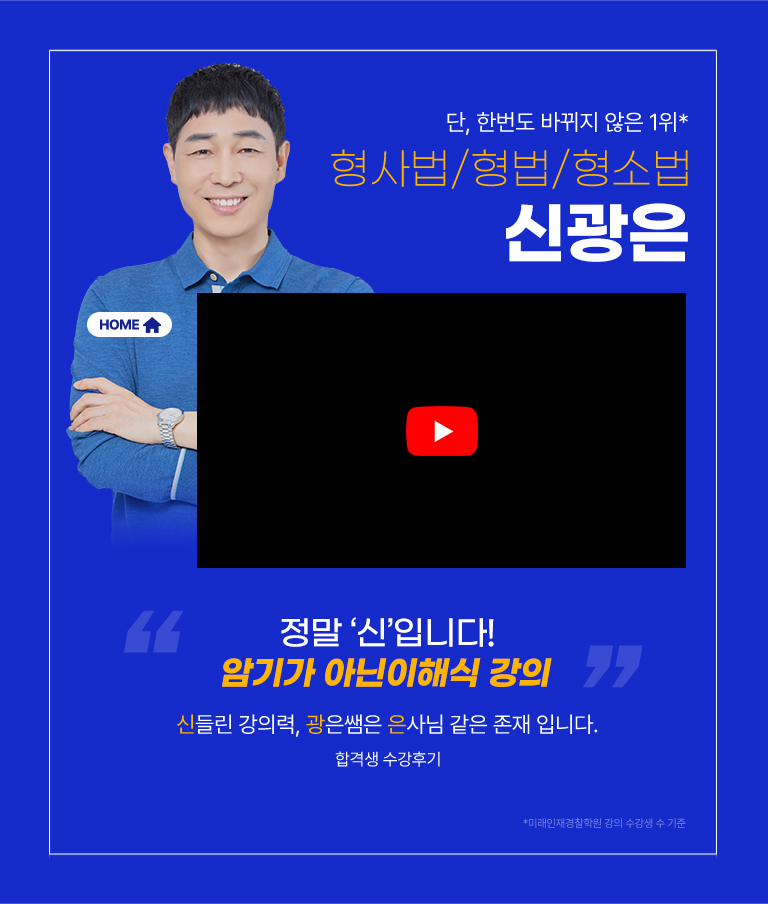 단, 한번도 바뀌지 않은 1위*
형사법/형법/형소법
신광은
HOME
“
정말 ‘신’입니다!
암기가 아닌이해식 강의
”
신들린 강의력, 광은쌤은 은사님 같은 존재 입니다.
합격생 수강후기
*미래인재경찰학원 강의 수강생 수 기준